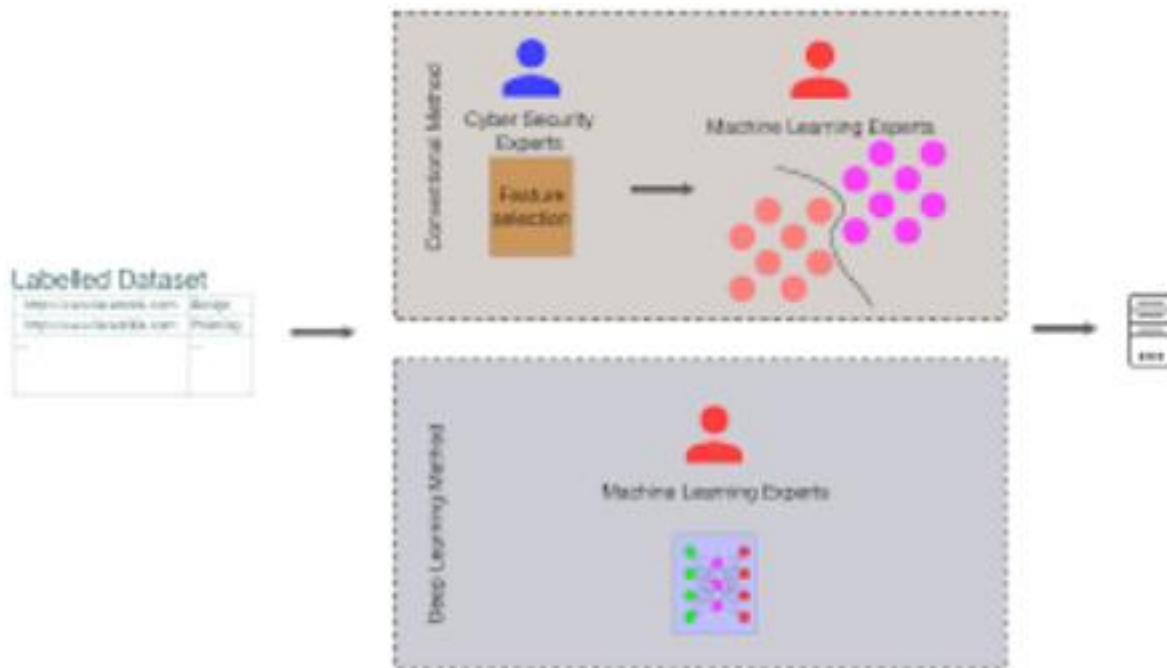 Labelled Dataset
Benign
Phishing
...
...
Conventional Method
Cyber Security
Experts
Feature
selection
Machine Learning Experts
Deep Learning Method
Machine Learning Experts